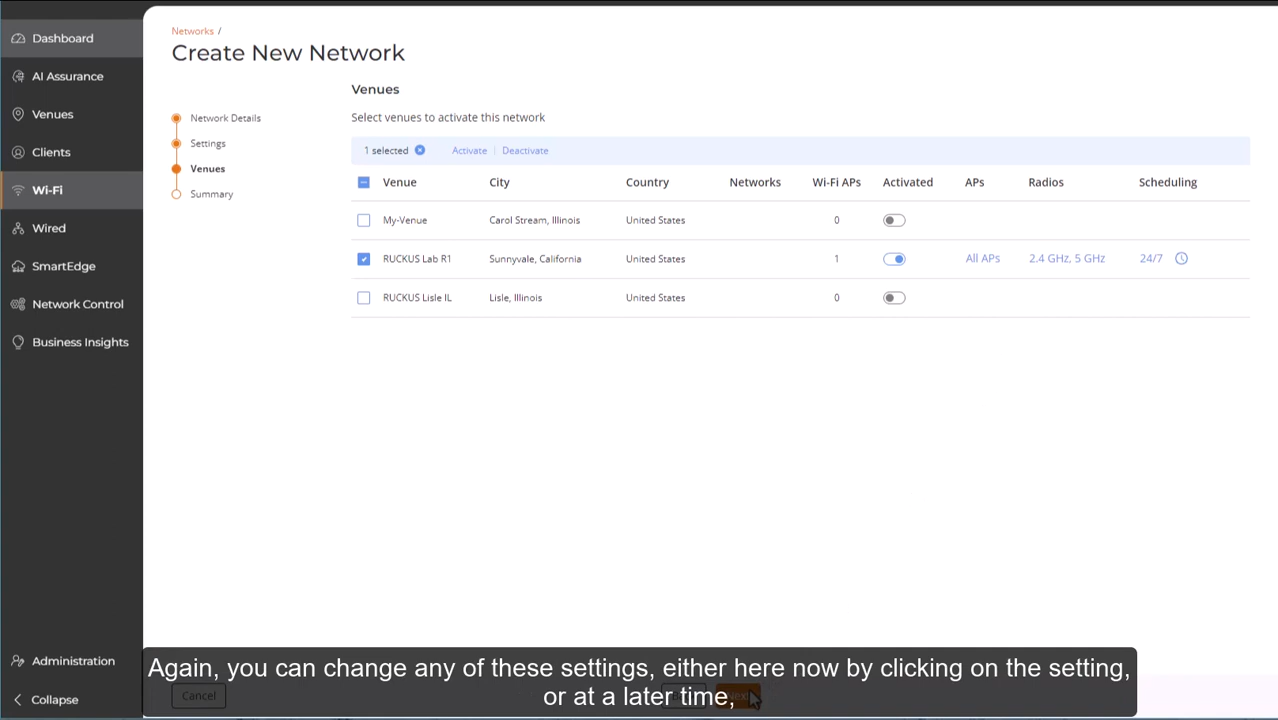 Dashboard
AI Assurance
Venues
Clients
Wi-Fi
Wired
SmartEdge
Network Control
Business Insights
Administration
Collapse
Networks /
Create New Network
Network Details
Settings
Venues
Summary
Venues
Select venues to activate this network
1 selected Activate | Deactivate
Venue City Country Networks Wi-Fi APs Activated APs Radios Scheduling
My-Venue Carol Stream, Illinois United States 0
RUCKUS Lab R1 Sunnyvale, California United States 1 All APs 2.4 GHz, 5 GHz 24/7
RUCKUS Lisle IL Lisle, Illinois United States 0
Cancel Next
Again, you can change any of these settings, either here now by clicking on the setting,
or at a later time,